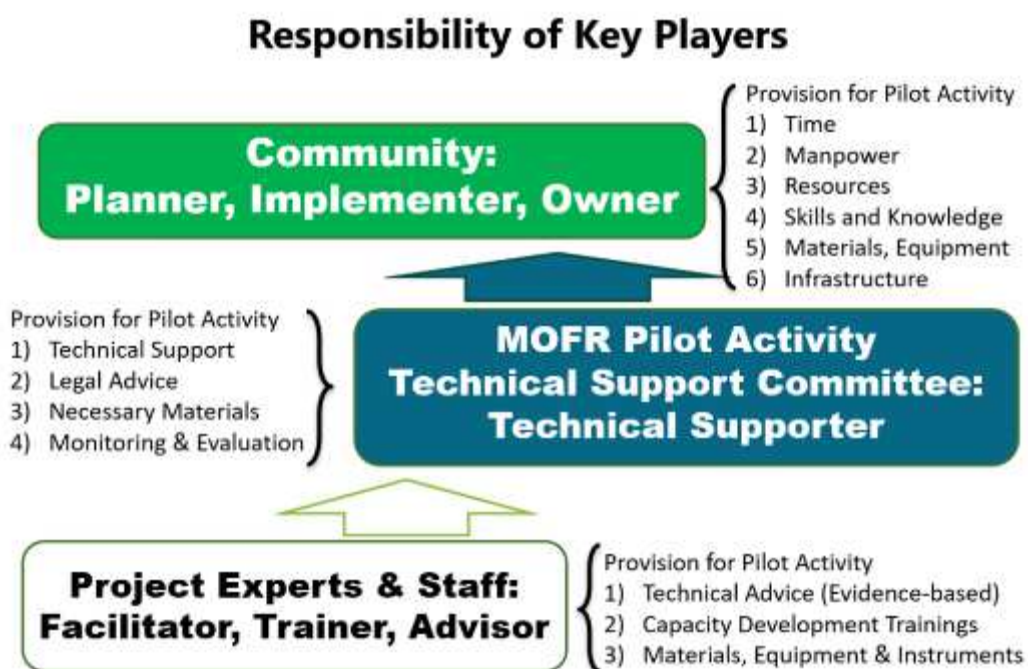 Responsibility of Key Players
Provision for Pilot Activity
1) Time
2) Manpower
3) Resources
4) Skills and Knowledge
5) Materials, Equipment
6) Infrastructure
Community:
Planner, Implementer, Owner
Provision for Pilot Activity
1) Technical Support
2) Legal Advice
3) Necessary Materials
4) Monitoring & Evaluation
MOFR Pilot Activity
Technical Support Committee:
Technical Supporter
Project Experts & Staff:
Facilitator, Trainer, Advisor
Provision for Pilot Activity
1) Technical Advice (Evidence-based)
2) Capacity Development Trainings
3) Materials, Equipment & Instruments